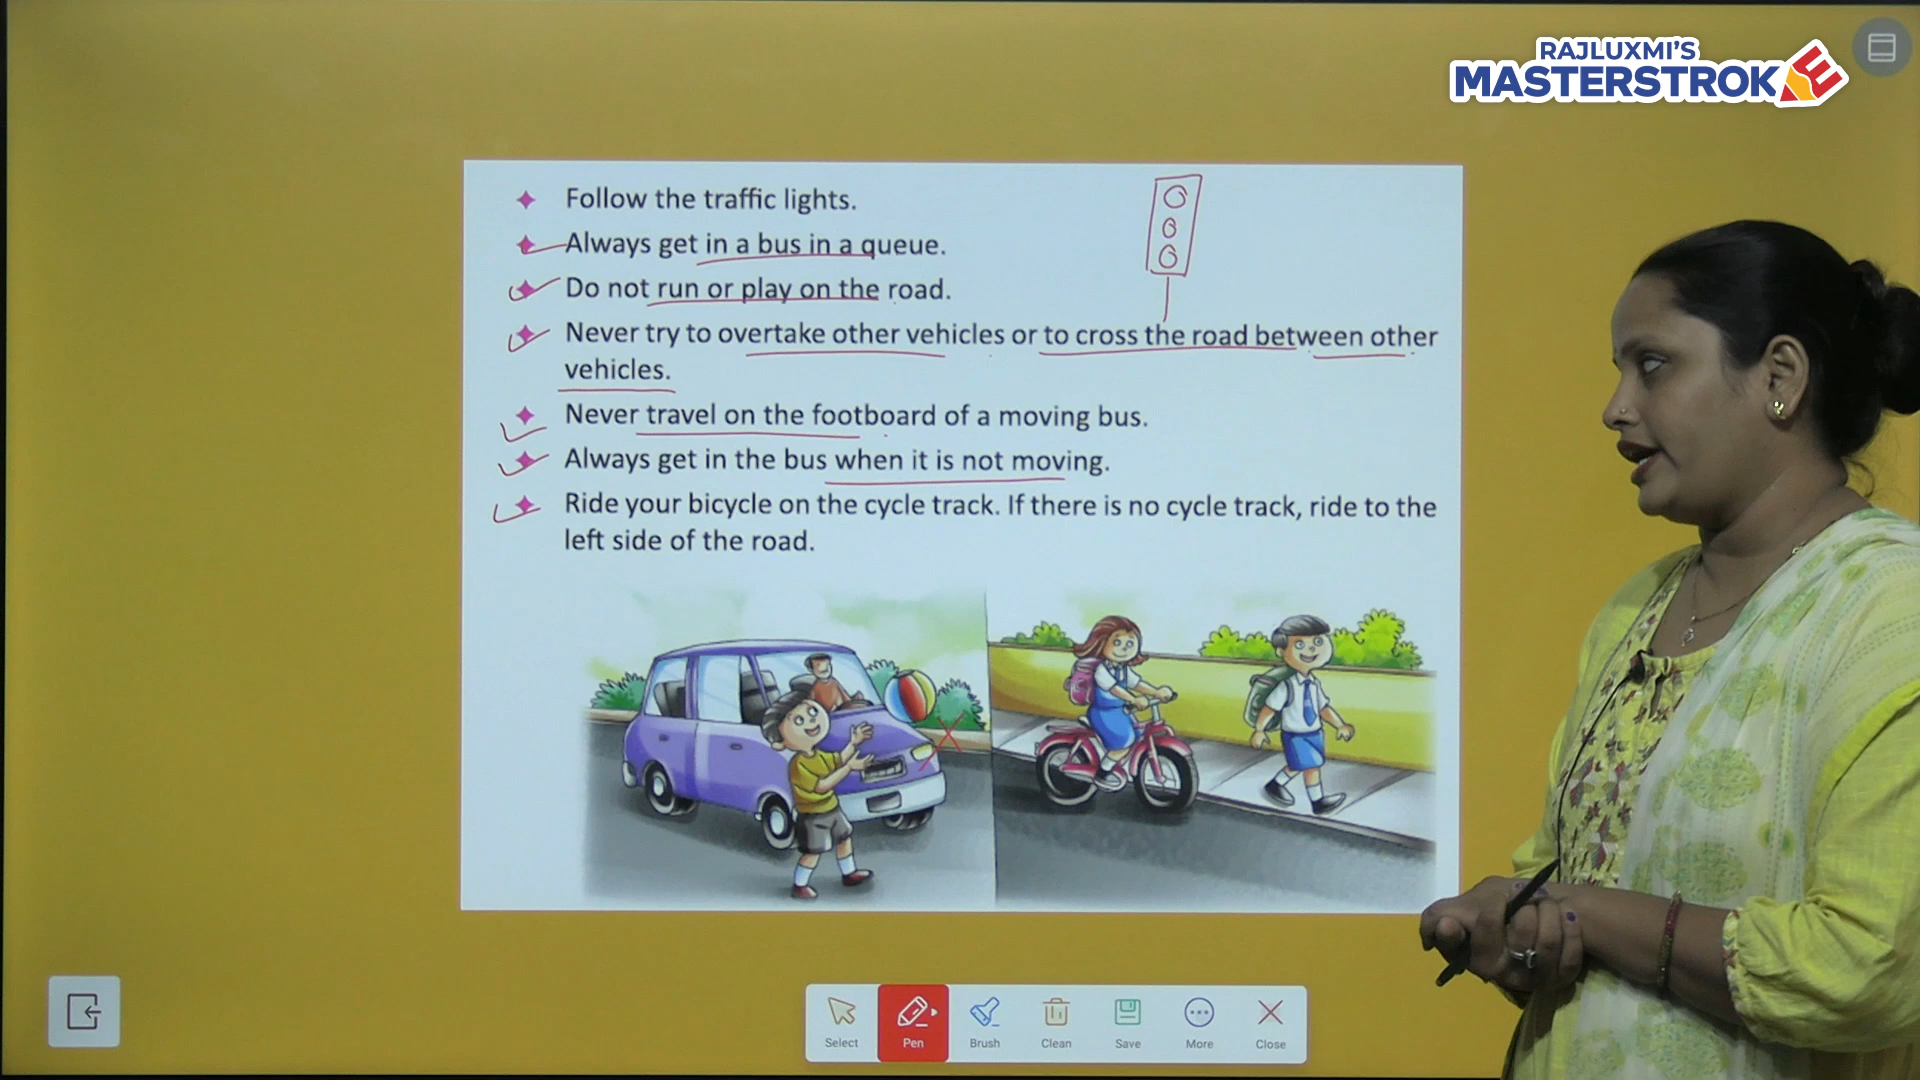 RAJLUXMI'S
MASTERSTROKE
Follow the traffic lights.
Always get in a bus in a queue.
Do not run or play on the road.
Never try to overtake other vehicles or to cross the road between other
vehicles.
Never travel on the footboard of a moving bus.
Always get in the bus when it is not moving.
Ride your bicycle on the cycle track. If there is no cycle track, ride to the
left side of the road.
Select Pen Brush Clean Save More Close